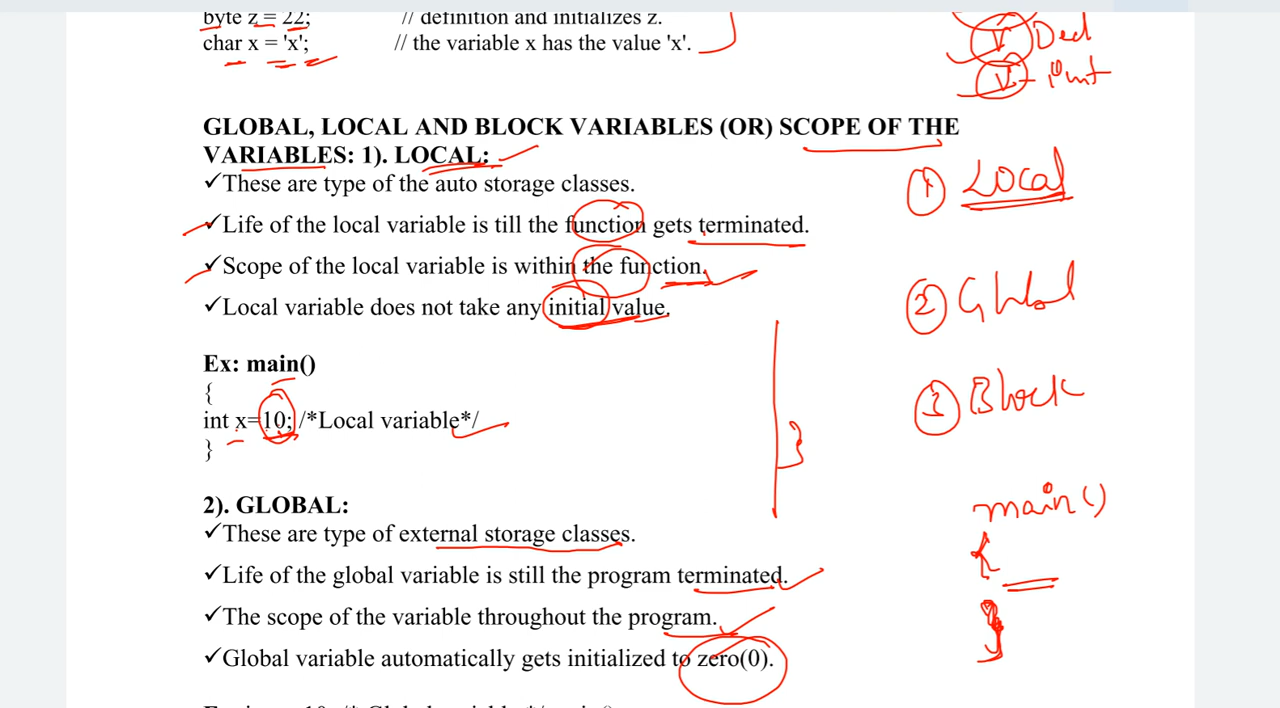 byte z = 22; // definition and initializes z.
char x = 'x'; // the variable x has the value 'x'.
GLOBAL, LOCAL AND BLOCK VARIABLES (OR) SCOPE OF THE
VARIABLES: 1). LOCAL:
✓These are type of the auto storage classes.
✓Life of the local variable is till the function gets terminated.
✓Scope of the local variable is within the function.
✓Local variable does not take any initial value.
Ex: main()
{
int x=10; /*Local variable*/
}
2). GLOBAL:
✓These are type of external storage classes.
✓Life of the global variable is still the program terminated.
✓The scope of the variable throughout the program.
✓Global variable automatically gets initialized to zero(0).
① Local
② Global
③ Block
main()
{
}